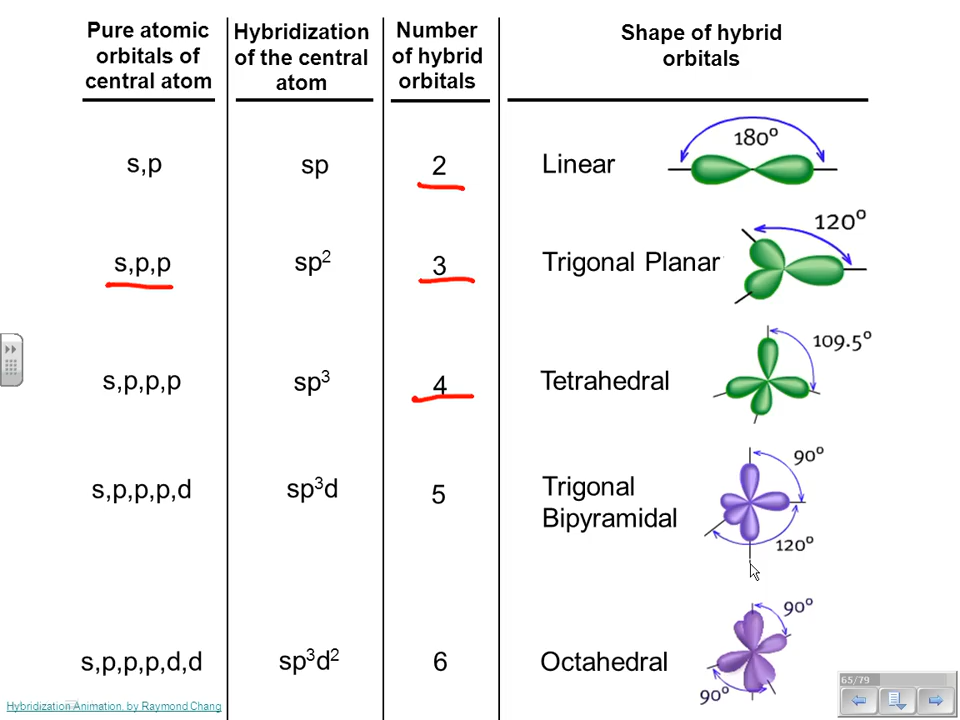 Pure atomic
orbitals of
central atom
Hybridization
of the central
atom
Number
of hybrid
orbitals
Shape of hybrid
orbitals
s,p
sp
2
Linear
180°
s,p,p
sp²
3
Trigonal Planar
120°
s,p,p,p
sp³
4
Tetrahedral
109.5°
s,p,p,p,d
sp³d
5
Trigonal
Bipyramidal
90°
120°
s,p,p,p,d,d
sp³d²
6
Octahedral
90°
90°
65/79
Hybridization Animation, by Raymond Chang